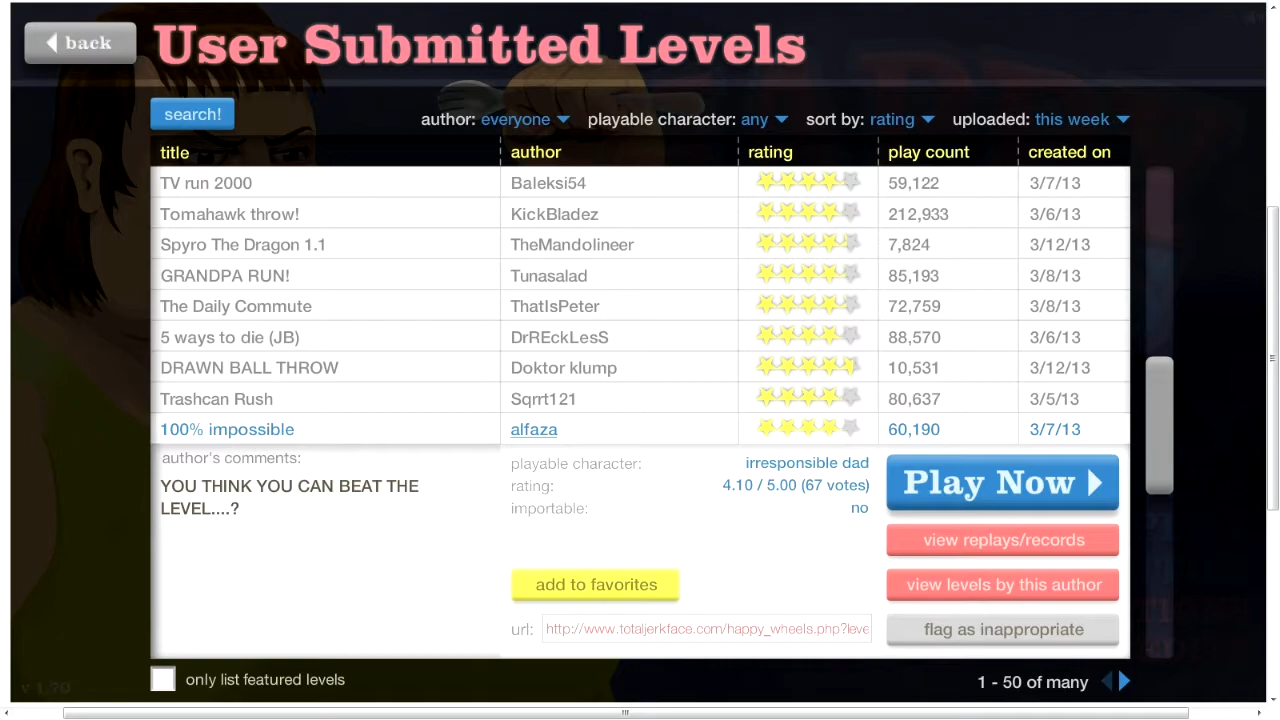 back
User Submitted Levels
search!
author: everyone playable character: any sort by: rating uploaded: this week
title author rating play count created on
TV run 2000 Baleksi54 59,122 3/7/13
Tomahawk throw! KickBladez 212,933 3/6/13
Spyro The Dragon 1.1 TheMandolineer 7,824 3/12/13
GRANDPA RUN! Tunasalad 85,193 3/8/13
The Daily Commute ThatIsPeter 72,759 3/8/13
5 ways to die (JB) DrREckLesS 88,570 3/6/13
DRAWN BALL THROW Doktor klump 10,531 3/12/13
Trashcan Rush Sqrrt121 80,637 3/5/13
100% impossible alfaza 60,190 3/7/13
author's comments:
YOU THINK YOU CAN BEAT THE
LEVEL....?
playable character: irresponsible dad
rating: 4.10 / 5.00 (67 votes)
importable: no
Play Now
view replays/records
add to favorites
view levels by this author
url: http://www.totaljerkface.com/happy_wheels.php?leve
flag as inappropriate
only list featured levels
1 - 50 of many
v 1.70